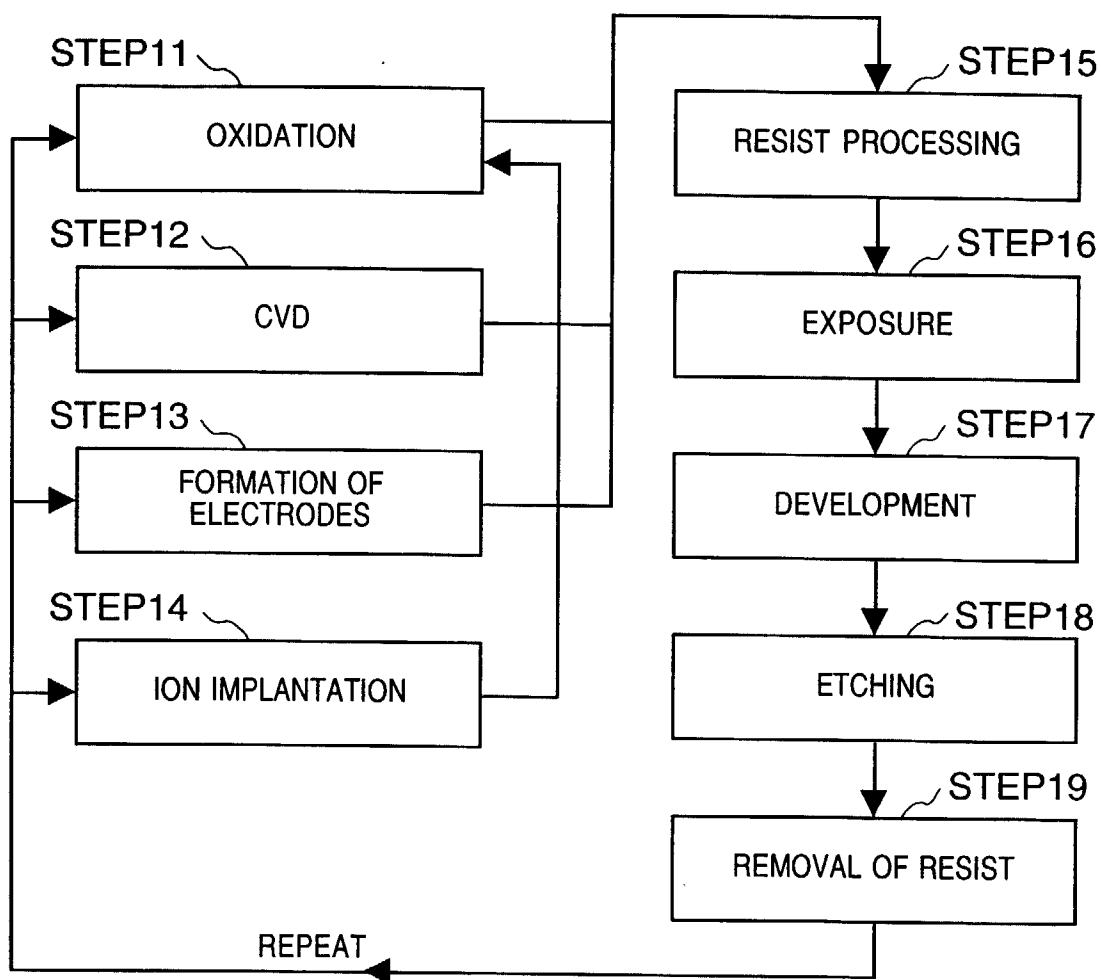 STEP11
OXIDATION
STEP12
CVD
STEP13
FORMATION OF
ELECTRODES
STEP14
ION IMPLANTATION
STEP15
RESIST PROCESSING
STEP16
EXPOSURE
STEP17
DEVELOPMENT
STEP18
ETCHING
STEP19
REMOVAL OF RESIST
REPEAT